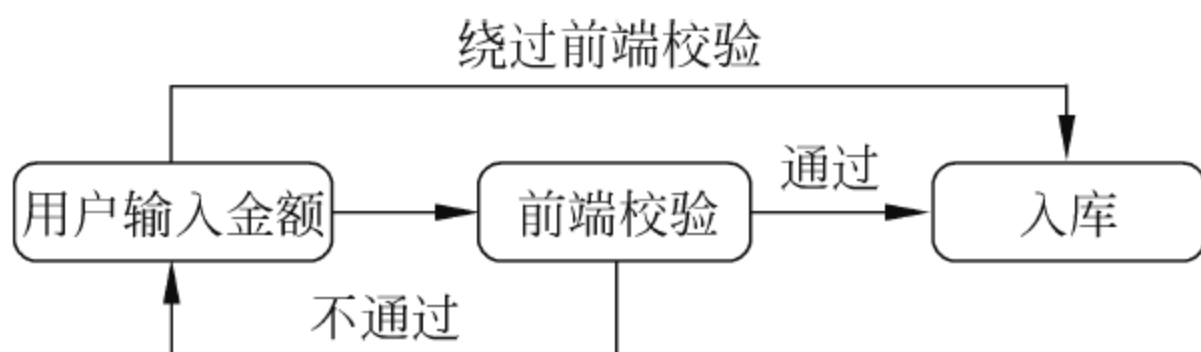 绕过前端校验
通过
用户输入金额
前端校验
入库
不通过